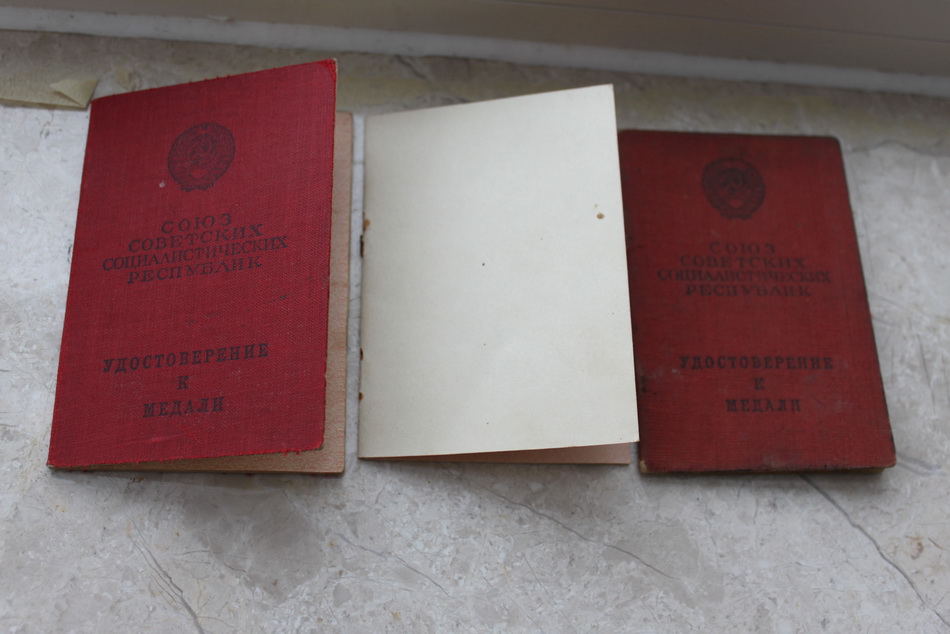 СОЮЗ
СОВЕТСКИХ
СОЦИАЛИСТИЧЕСКИХ
РЕСПУБЛИК
УДОСТОВЕРЕНИЕ
К
МЕДАЛИ
СОЮЗ
СОВЕТСКИХ
СОЦИАЛИСТИЧЕСКИХ
РЕСПУБЛИК
УДОСТОВЕРЕНИЕ
К
МЕДАЛИ